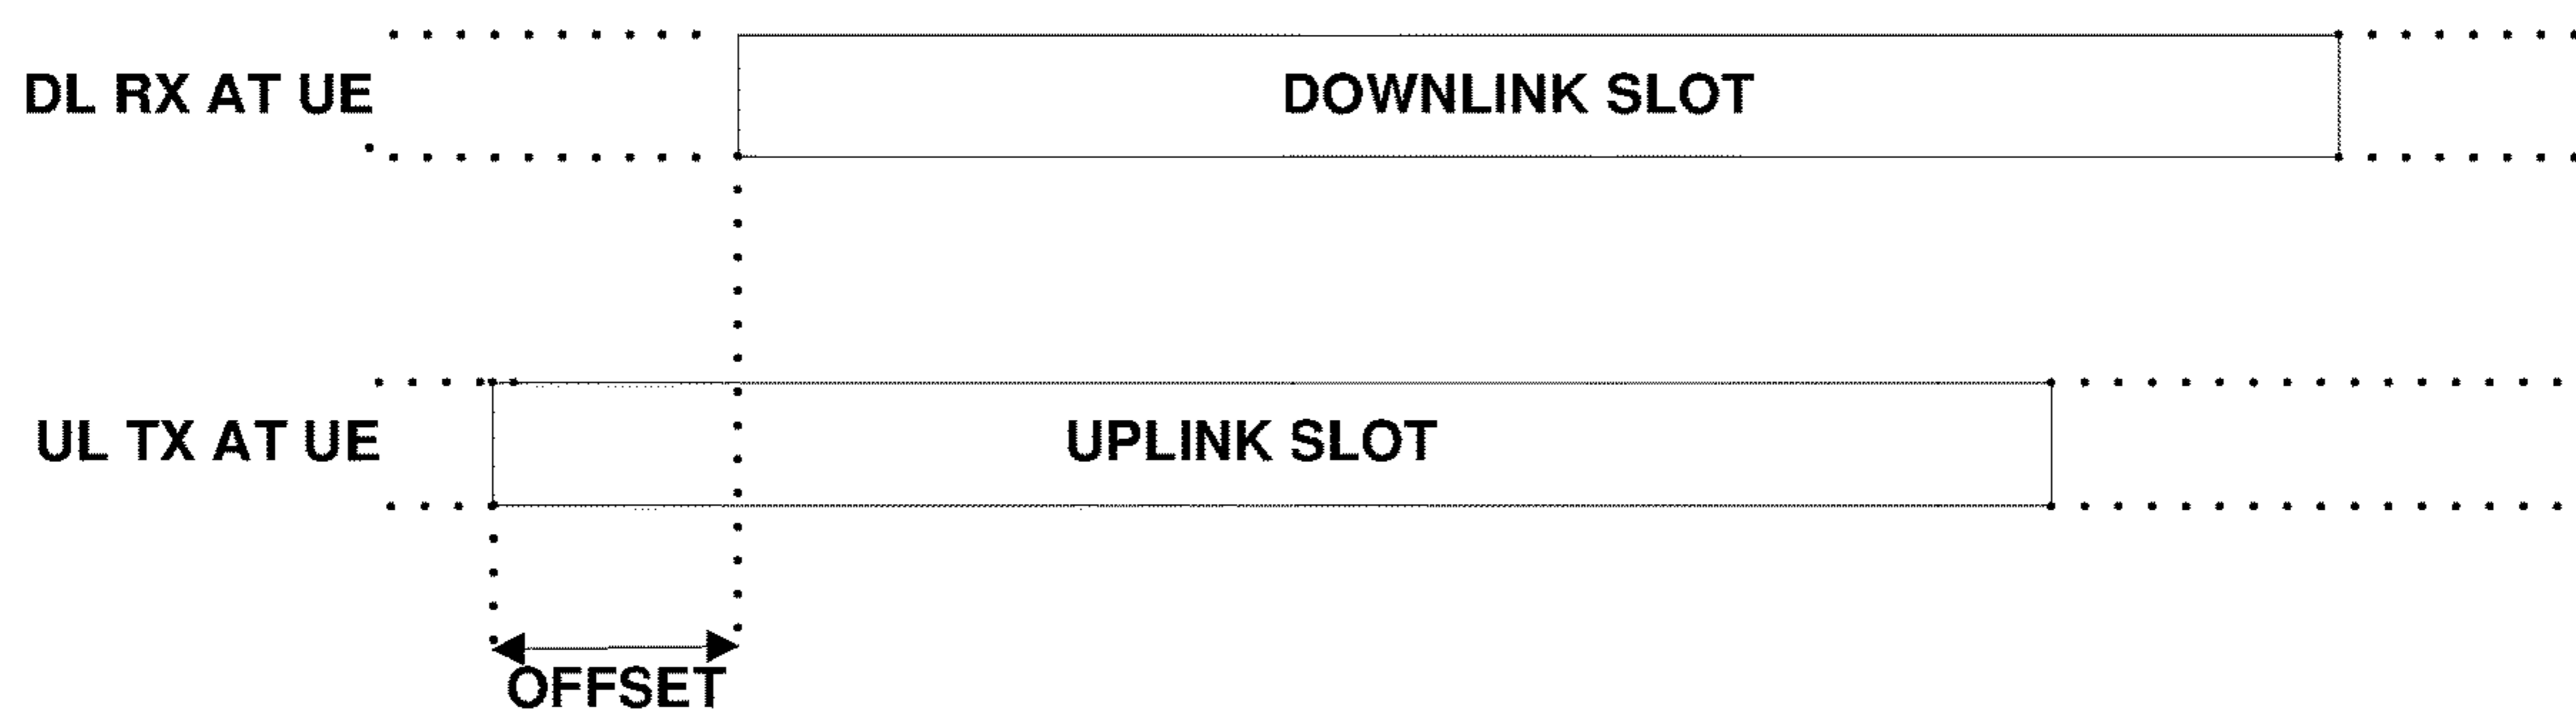 DL RX AT UE
DOWNLINK SLOT
UL TX AT UE
UPLINK SLOT
OFFSET